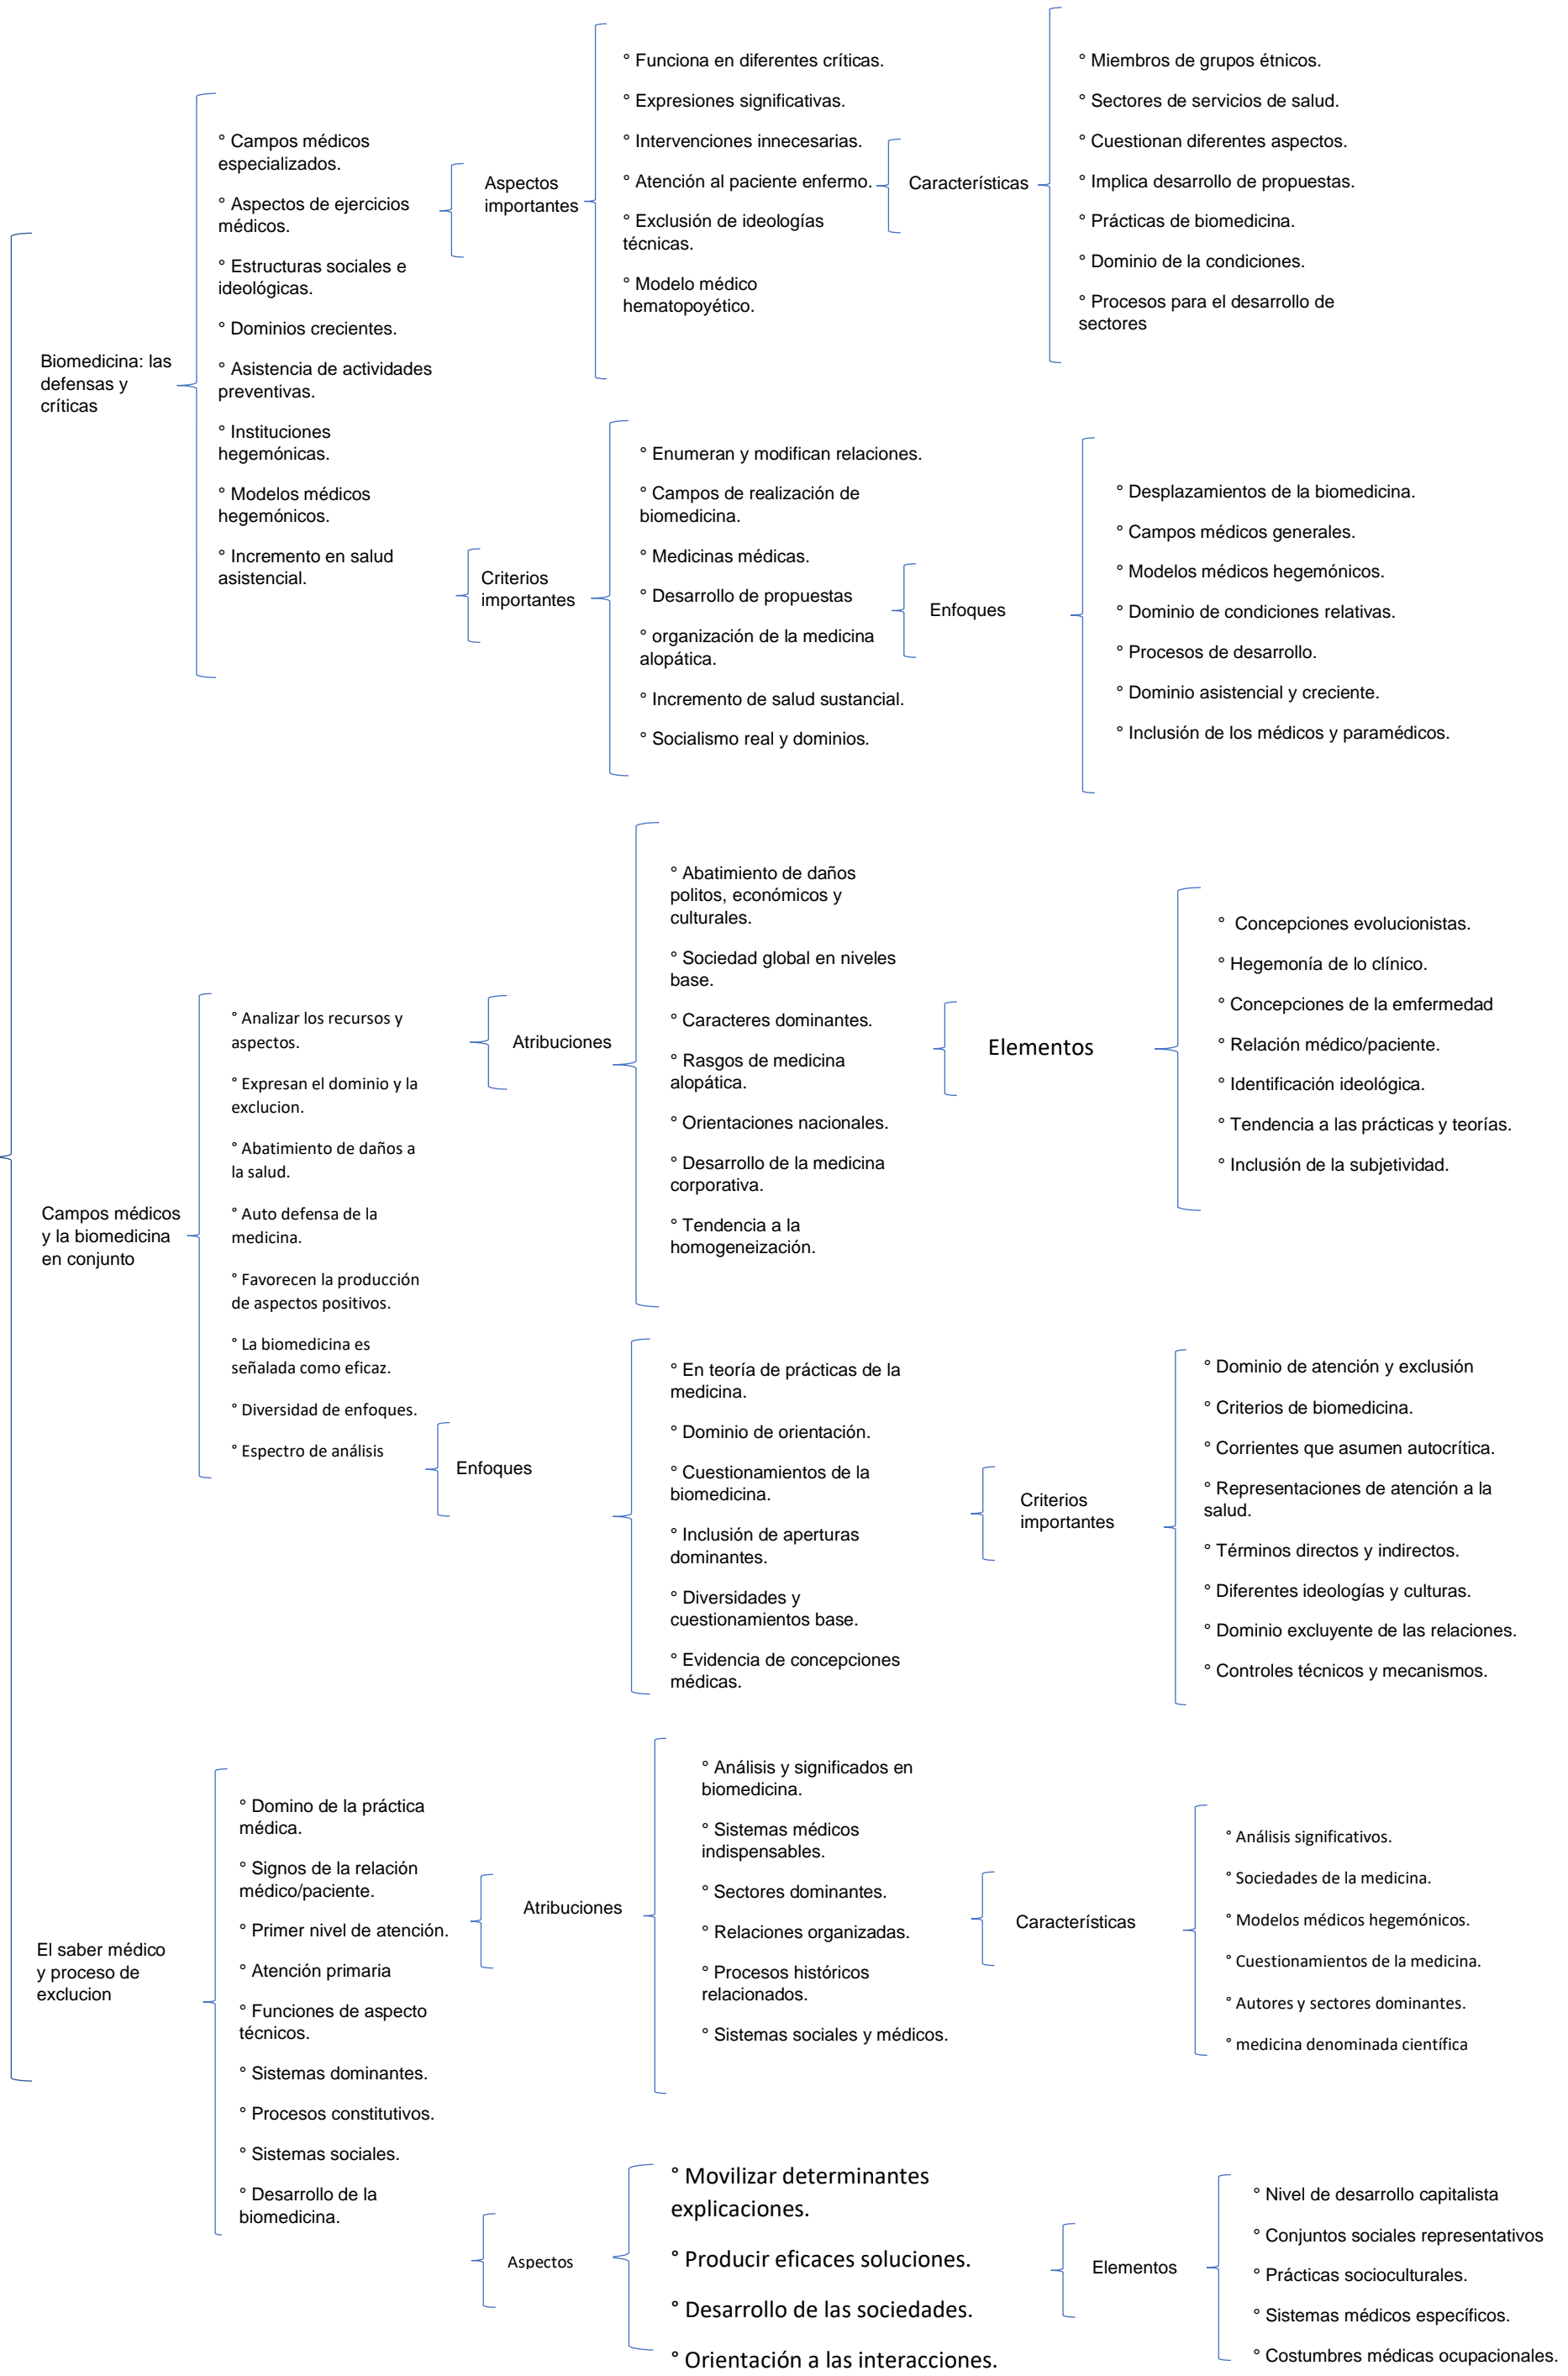 Biomedicina: las
defensas y
críticas
° Campos médicos
especializados.
° Aspectos de ejercicios
médicos.
° Estructuras sociales e
ideológicas.
° Dominios crecientes.
° Asistencia de actividades
preventivas.
° Instituciones
hegemónicas.
° Modelos médicos
hegemónicos.
° Incremento en salud
asistencial.
Aspectos
importantes
° Funciona en diferentes críticas.
° Expresiones significativas.
° Intervenciones innecesarias.
° Atención al paciente enfermo.
° Exclusión de ideologías
técnicas.
° Modelo médico
hematopoyético.
Características
° Miembros de grupos étnicos.
° Sectores de servicios de salud.
° Cuestionan diferentes aspectos.
° Implica desarrollo de propuestas.
° Prácticas de biomedicina.
° Dominio de la condiciones.
° Procesos para el desarrollo de
sectores
Criterios
importantes
° Enumeran y modifican relaciones.
° Campos de realización de
biomedicina.
° Medicinas médicas.
° Desarrollo de propuestas
° organización de la medicina
alopática.
° Incremento de salud sustancial.
° Socialismo real y dominios.
Enfoques
° Desplazamientos de la biomedicina.
° Campos médicos generales.
° Modelos médicos hegemónicos.
° Dominio de condiciones relativas.
° Procesos de desarrollo.
° Dominio asistencial y creciente.
° Inclusión de los médicos y paramédicos.
Campos médicos
y la biomedicina
en conjunto
° Analizar los recursos y
aspectos.
° Expresan el dominio y la
exclucion.
° Abatimiento de daños a
la salud.
° Auto defensa de la
medicina.
° Favorecen la producción
de aspectos positivos.
° La biomedicina es
señalada como eficaz.
° Diversidad de enfoques.
° Espectro de análisis
Atribuciones
° Abatimiento de daños
politos, económicos y
culturales.
° Sociedad global en niveles
base.
° Caracteres dominantes.
° Rasgos de medicina
alopática.
° Orientaciones nacionales.
° Desarrollo de la medicina
corporativa.
° Tendencia a la
homogeneización.
Elementos
° Concepciones evolucionistas.
° Hegemonía de lo clínico.
° Concepciones de la emfermedad
° Relación médico/paciente.
° Identificación ideológica.
° Tendencia a las prácticas y teorías.
° Inclusión de la subjetividad.
Enfoques
° En teoría de prácticas de la
medicina.
° Dominio de orientación.
° Cuestionamientos de la
biomedicina.
° Inclusión de aperturas
dominantes.
° Diversidades y
cuestionamientos base.
° Evidencia de concepciones
médicas.
Criterios
importantes
° Dominio de atención y exclusión
° Criterios de biomedicina.
° Corrientes que asumen autocrítica.
° Representaciones de atención a la
salud.
° Términos directos y indirectos.
° Diferentes ideologías y culturas.
° Dominio excluyente de las relaciones.
° Controles técnicos y mecanismos.
El saber médico
y proceso de
exclucion
° Domino de la práctica
médica.
° Signos de la relación
médico/paciente.
° Primer nivel de atención.
° Atención primaria
° Funciones de aspecto
técnicos.
° Sistemas dominantes.
° Procesos constitutivos.
° Sistemas sociales.
° Desarrollo de la
biomedicina.
Atribuciones
° Análisis y significados en
biomedicina.
° Sistemas médicos
indispensables.
° Sectores dominantes.
° Relaciones organizadas.
° Procesos históricos
relacionados.
° Sistemas sociales y médicos.
Características
° Análisis significativos.
° Sociedades de la medicina.
° Modelos médicos hegemónicos.
° Cuestionamientos de la medicina.
° Autores y sectores dominantes.
° medicina denominada científica
Aspectos
° Movilizar determinantes
explicaciones.
° Producir eficaces soluciones.
° Desarrollo de las sociedades.
° Orientación a las interacciones.
Elementos
° Nivel de desarrollo capitalista
° Conjuntos sociales representativos
° Prácticas socioculturales.
° Sistemas médicos específicos.
° Costumbres médicas ocupacionales.